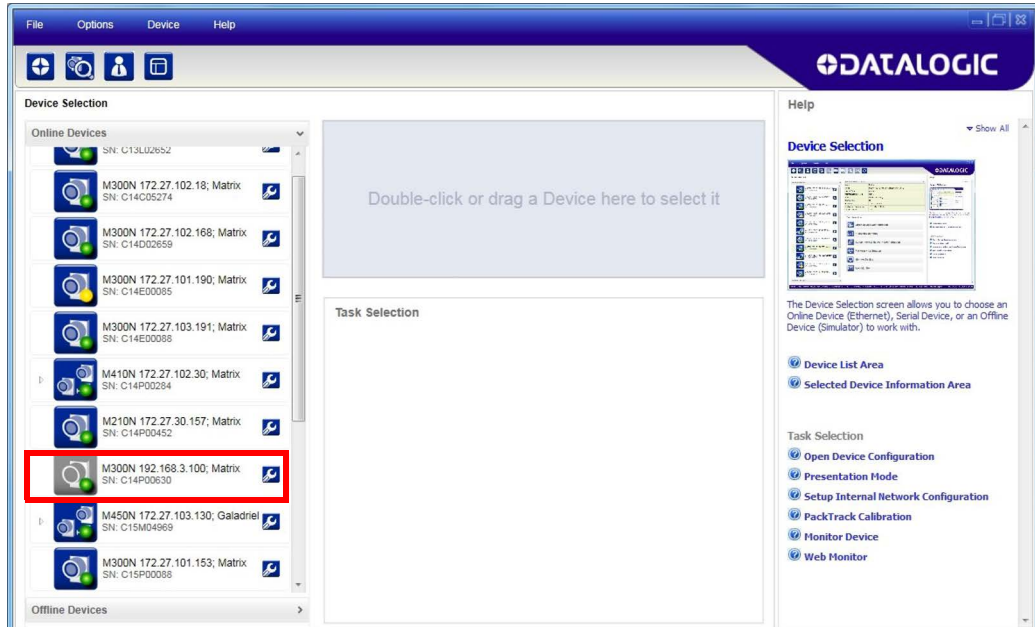 File Options Device Help
DATALOGIC
Device Selection
Online Devices
SN: C13L02652
M300N 172.27.102.18; Matrix
SN: C14C05274
M300N 172.27.102.168; Matrix
SN: C14D02659
M300N 172.27.101.190; Matrix
SN: C14E00085
M300N 172.27.103.191; Matrix
SN: C14E00088
M410N 172.27.102.30; Matrix
SN: C14P00284
M210N 172.27.30.157; Matrix
SN: C14P00452
M300N 192.168.3.100; Matrix
SN: C14P00630
M450N 172.27.103.130; Galadriel
SN: C15M04969
M300N 172.27.101.153; Matrix
SN: C15P00088
Offline Devices
Double-click or drag a Device here to select it
Task Selection
Help
Show All
Device Selection
The Device Selection screen allows you to choose an
Online Device (Ethernet), Serial Device, or an Offline
Device (Simulator) to work with.
Device List Area
Selected Device Information Area
Task Selection
Open Device Configuration
Presentation Mode
Setup Internal Network Configuration
PackTrack Calibration
Monitor Device
Web Monitor